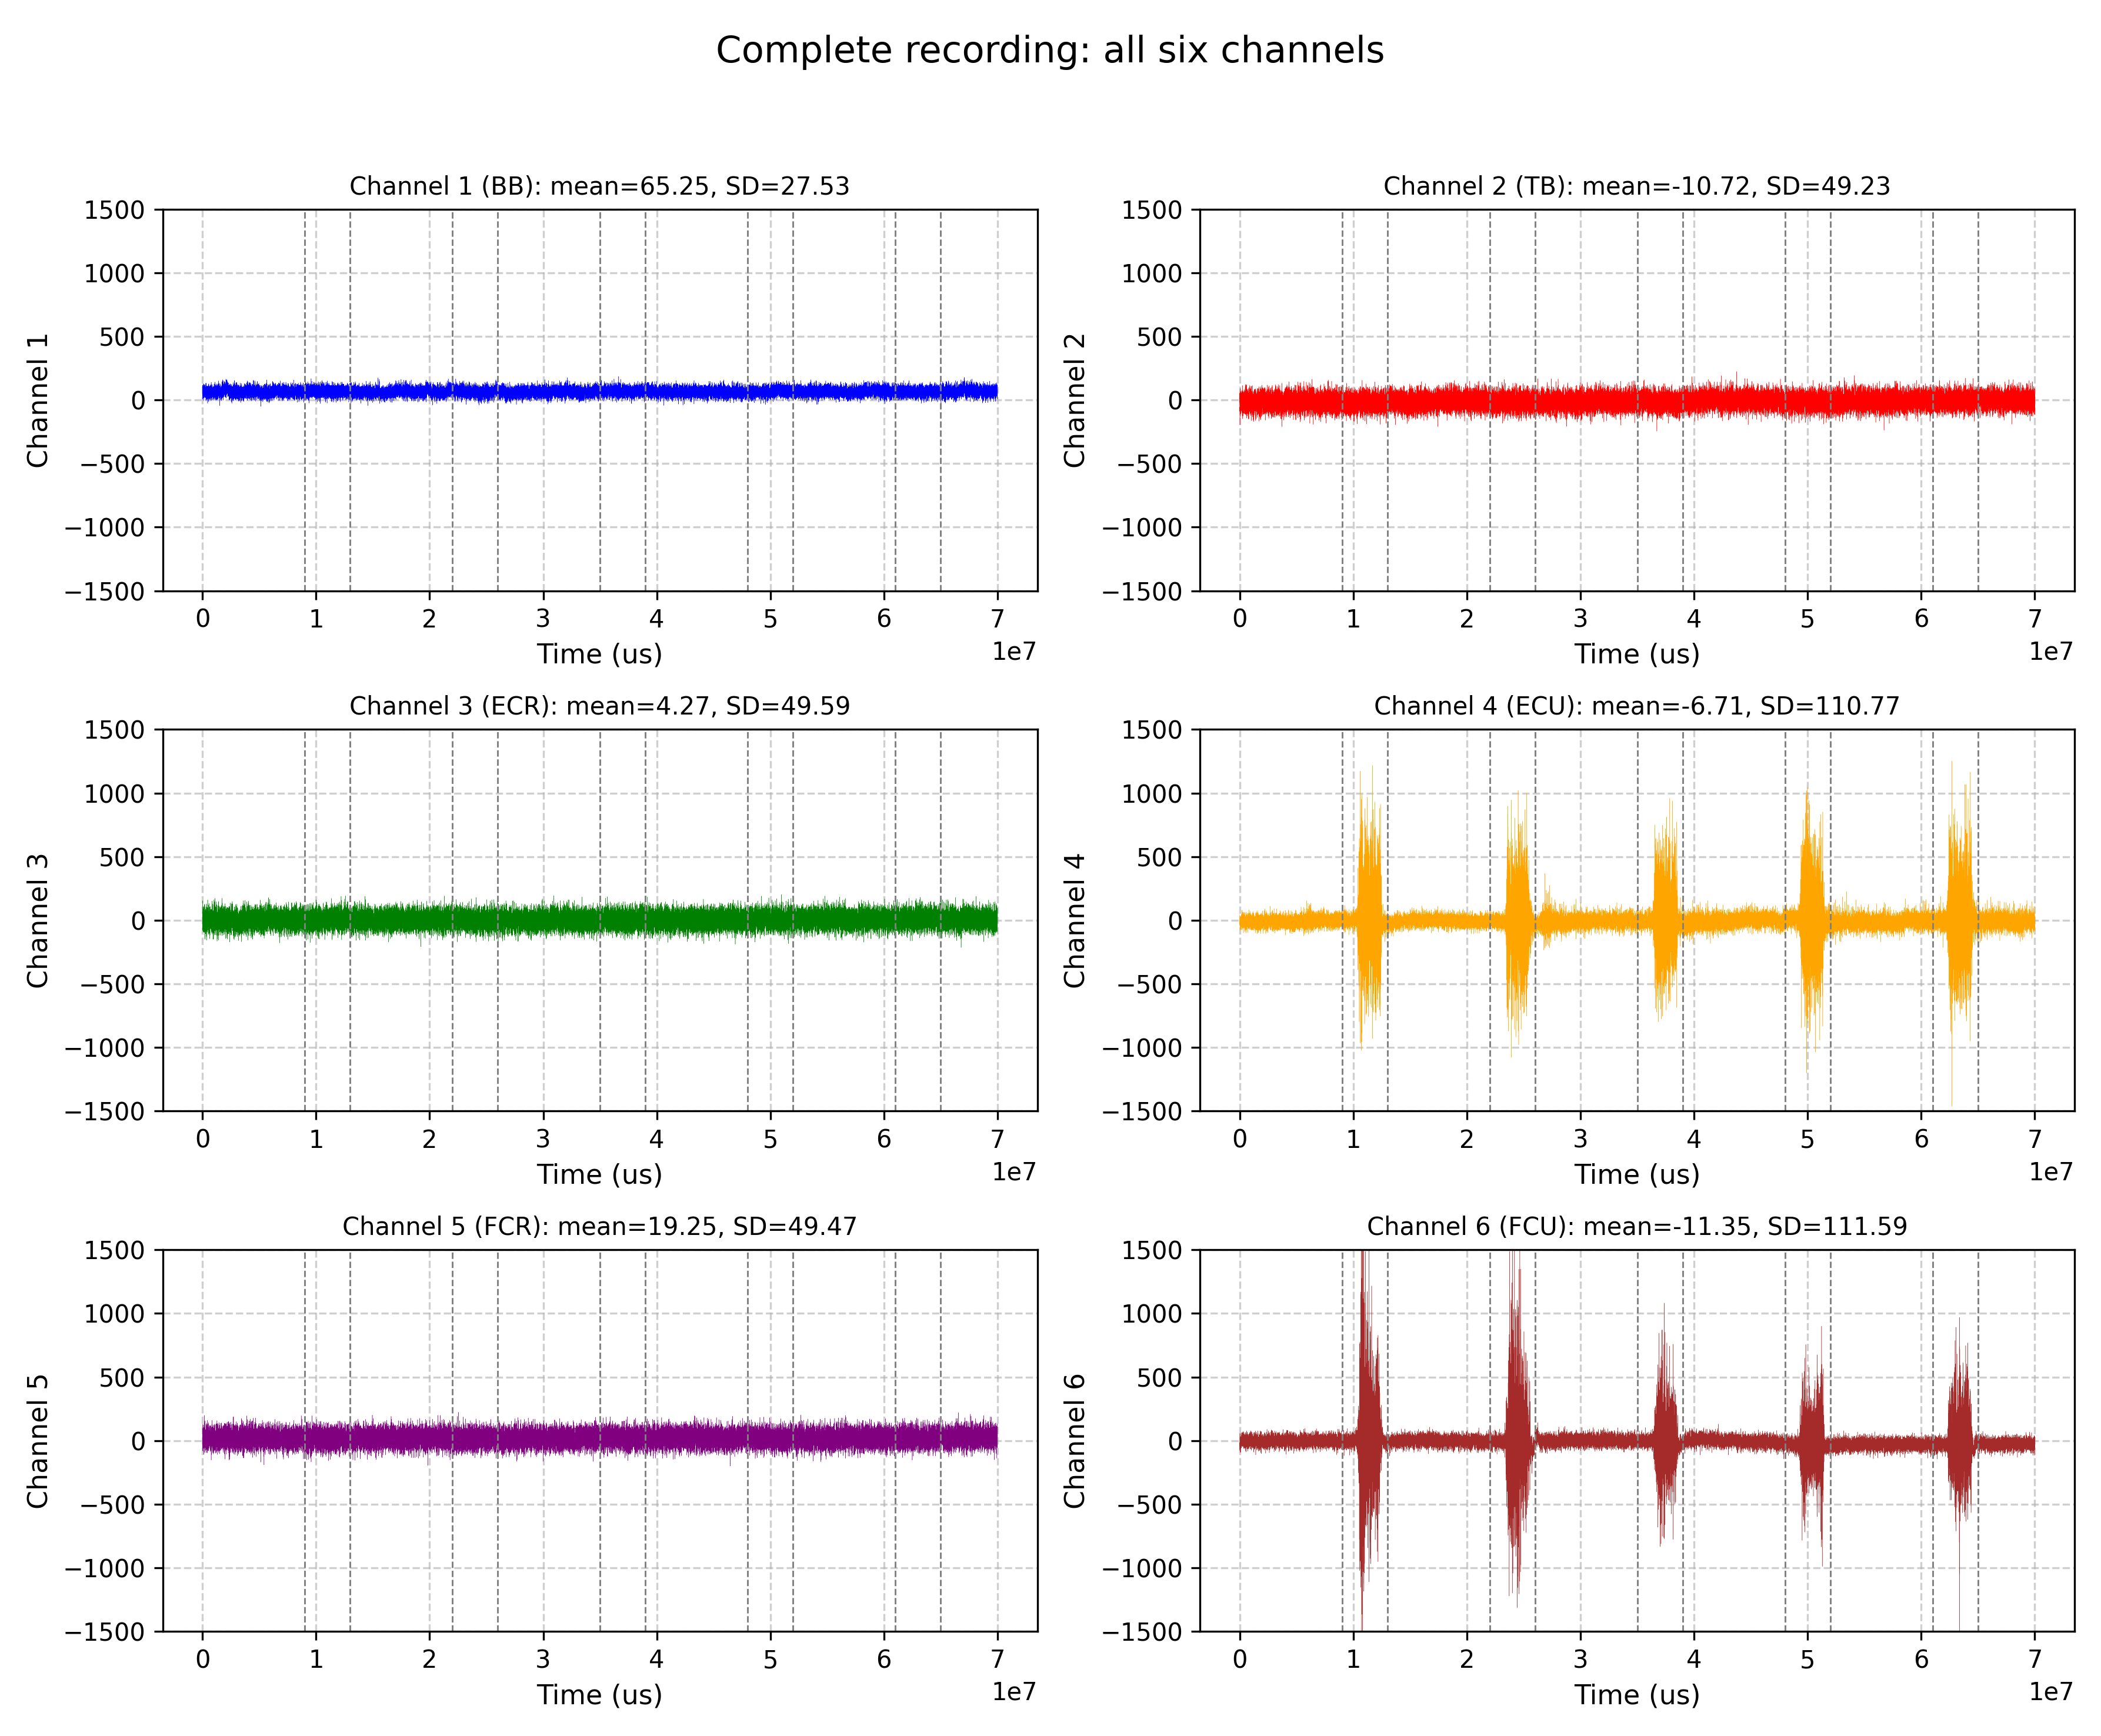 Complete recording: all six channels
Channel 1 (BB): mean=65.25, SD=27.53
1500
1000
500
0
−500
−1000
−1500
Channel 1
0 1 2 3 4 5 6 7
Time (us)
1e7
Channel 2 (TB): mean=-10.72, SD=49.23
1500
1000
500
0
−500
−1000
−1500
Channel 2
0 1 2 3 4 5 6 7
Time (us)
1e7
Channel 3 (ECR): mean=4.27, SD=49.59
1500
1000
500
0
−500
−1000
−1500
Channel 3
0 1 2 3 4 5 6 7
Time (us)
1e7
Channel 4 (ECU): mean=-6.71, SD=110.77
1500
1000
500
0
−500
−1000
−1500
Channel 4
0 1 2 3 4 5 6 7
Time (us)
1e7
Channel 5 (FCR): mean=19.25, SD=49.47
1500
1000
500
0
−500
−1000
−1500
Channel 5
0 1 2 3 4 5 6 7
Time (us)
1e7
Channel 6 (FCU): mean=-11.35, SD=111.59
1500
1000
500
0
−500
−1000
−1500
Channel 6
0 1 2 3 4 5 6 7
Time (us)
1e7